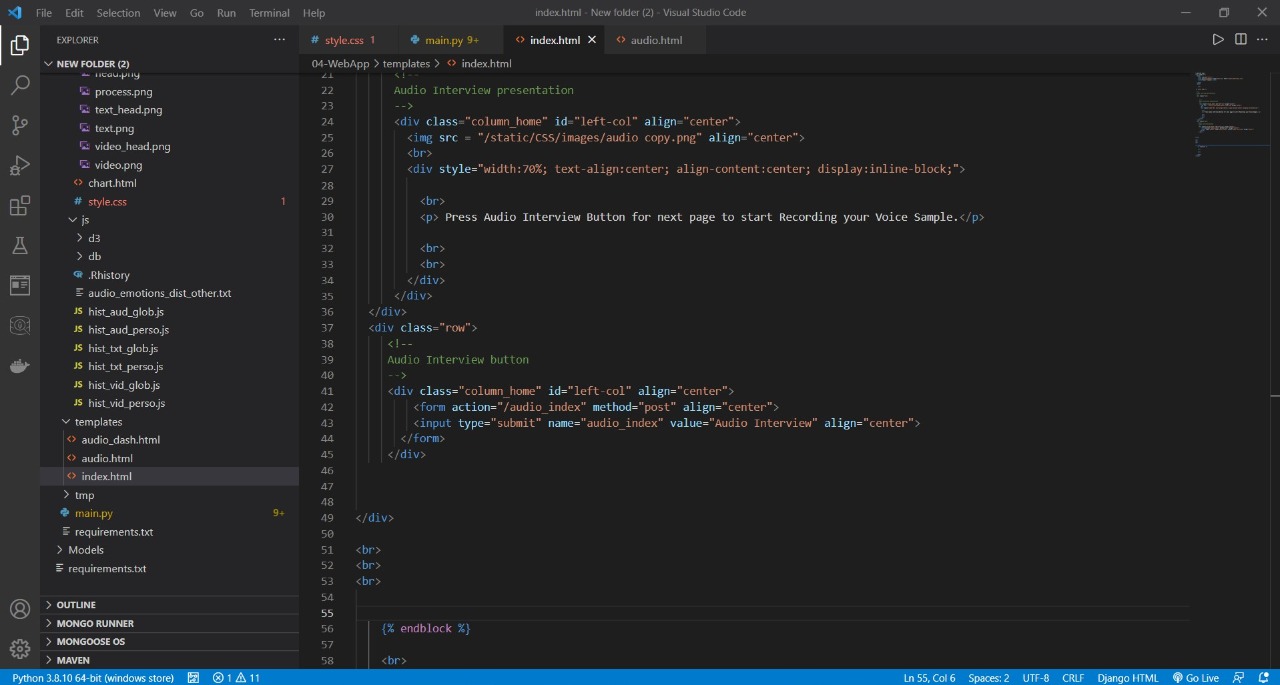 File Edit Selection View Go Run Terminal Help
index.html - New folder (2) - Visual Studio Code
EXPLORER
NEW FOLDER (2)
head.png
process.png
text_head.png
text.png
video_head.png
video.png
chart.html
# style.css 1
js
d3
db
.Rhistory
audio_emotions_dist_other.txt
JS hist_aud_glob.js
JS hist_aud_perso.js
JS hist_txt_glob.js
JS hist_txt_perso.js
JS hist_vid_glob.js
JS hist_vid_perso.js
templates
audio_dash.html
audio.html
index.html
tmp
main.py 9+
requirements.txt
Models
requirements.txt
OUTLINE
MONGO RUNNER
MONGOOSE OS
MAVEN
# style.css 1 main.py 9+ index.html audio.html
04-WebApp > templates > index.html
21 <!--
22 Audio Interview presentation
23 -->
24 <div class="column_home" id="left-col" align="center">
25 <img src = "/static/CSS/images/audio copy.png" align="center">
26 <br>
27 <div style="width:70%; text-align:center; align-content:center; display:inline-block;">
28
29 <br>
30 <p> Press Audio Interview Button for next page to start Recording your Voice Sample.</p>
31
32 <br>
33 <br>
34 </div>
35 </div>
36 </div>
37 <div class="row">
38 <!--
39 Audio Interview button
40 -->
41 <div class="column_home" id="left-col" align="center">
42 <form action="/audio_index" method="post" align="center">
43 <input type="submit" name="audio_index" value="Audio Interview" align="center">
44 </form>
45 </div>
46
47
48
49 </div>
50
51 <br>
52 <br>
53 <br>
54
55
56 {% endblock %}
57
58 <br>
Python 3.8.10 64-bit (windows store) 1 11 Ln 55, Col 6 Spaces: 2 UTF-8 CRLF Django HTML Go Live